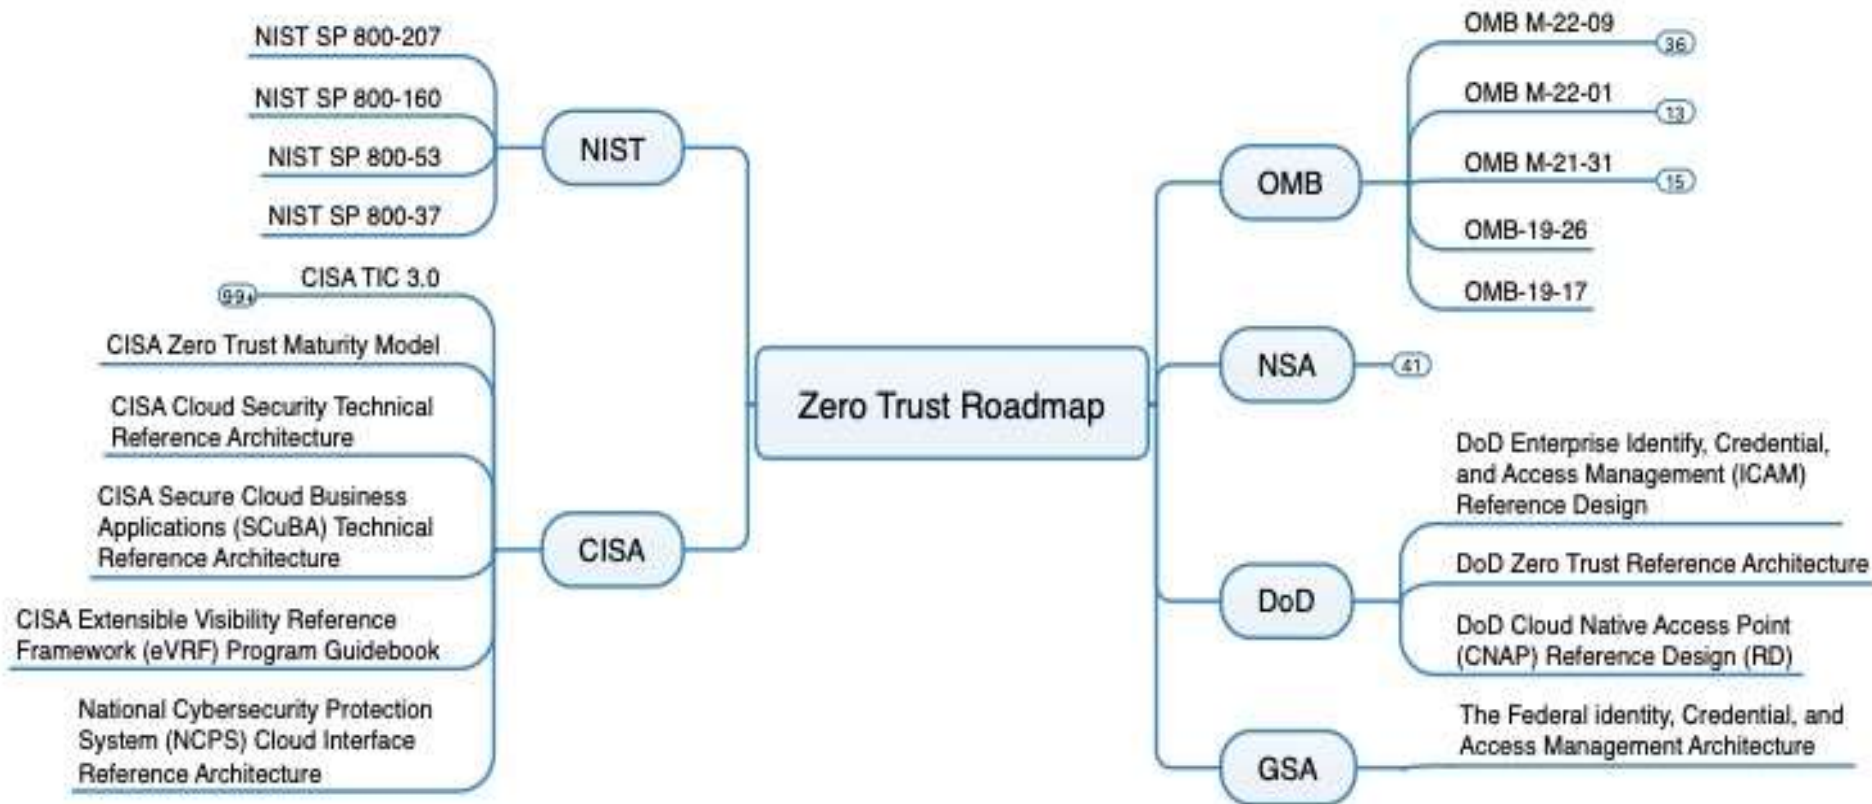 NIST SP 800-207
NIST SP 800-160
NIST SP 800-53
NIST SP 800-37
NIST
CISA TIC 3.0
99+
CISA Zero Trust Maturity Model
CISA Cloud Security Technical
Reference Architecture
CISA Secure Cloud Business
Applications (SCuBA) Technical
Reference Architecture
CISA Extensible Visibility Reference
Framework (eVRF) Program Guidebook
National Cybersecurity Protection
System (NCPS) Cloud Interface
Reference Architecture
CISA
Zero Trust Roadmap
OMB
OMB M-22-09
36
OMB M-22-01
13
OMB M-21-31
15
OMB-19-26
OMB-19-17
NSA
41
DoD
DoD Enterprise Identify, Credential,
and Access Management (ICAM)
Reference Design
DoD Zero Trust Reference Architecture
DoD Cloud Native Access Point
(CNAP) Reference Design (RD)
GSA
The Federal identity, Credential, and
Access Management Architecture